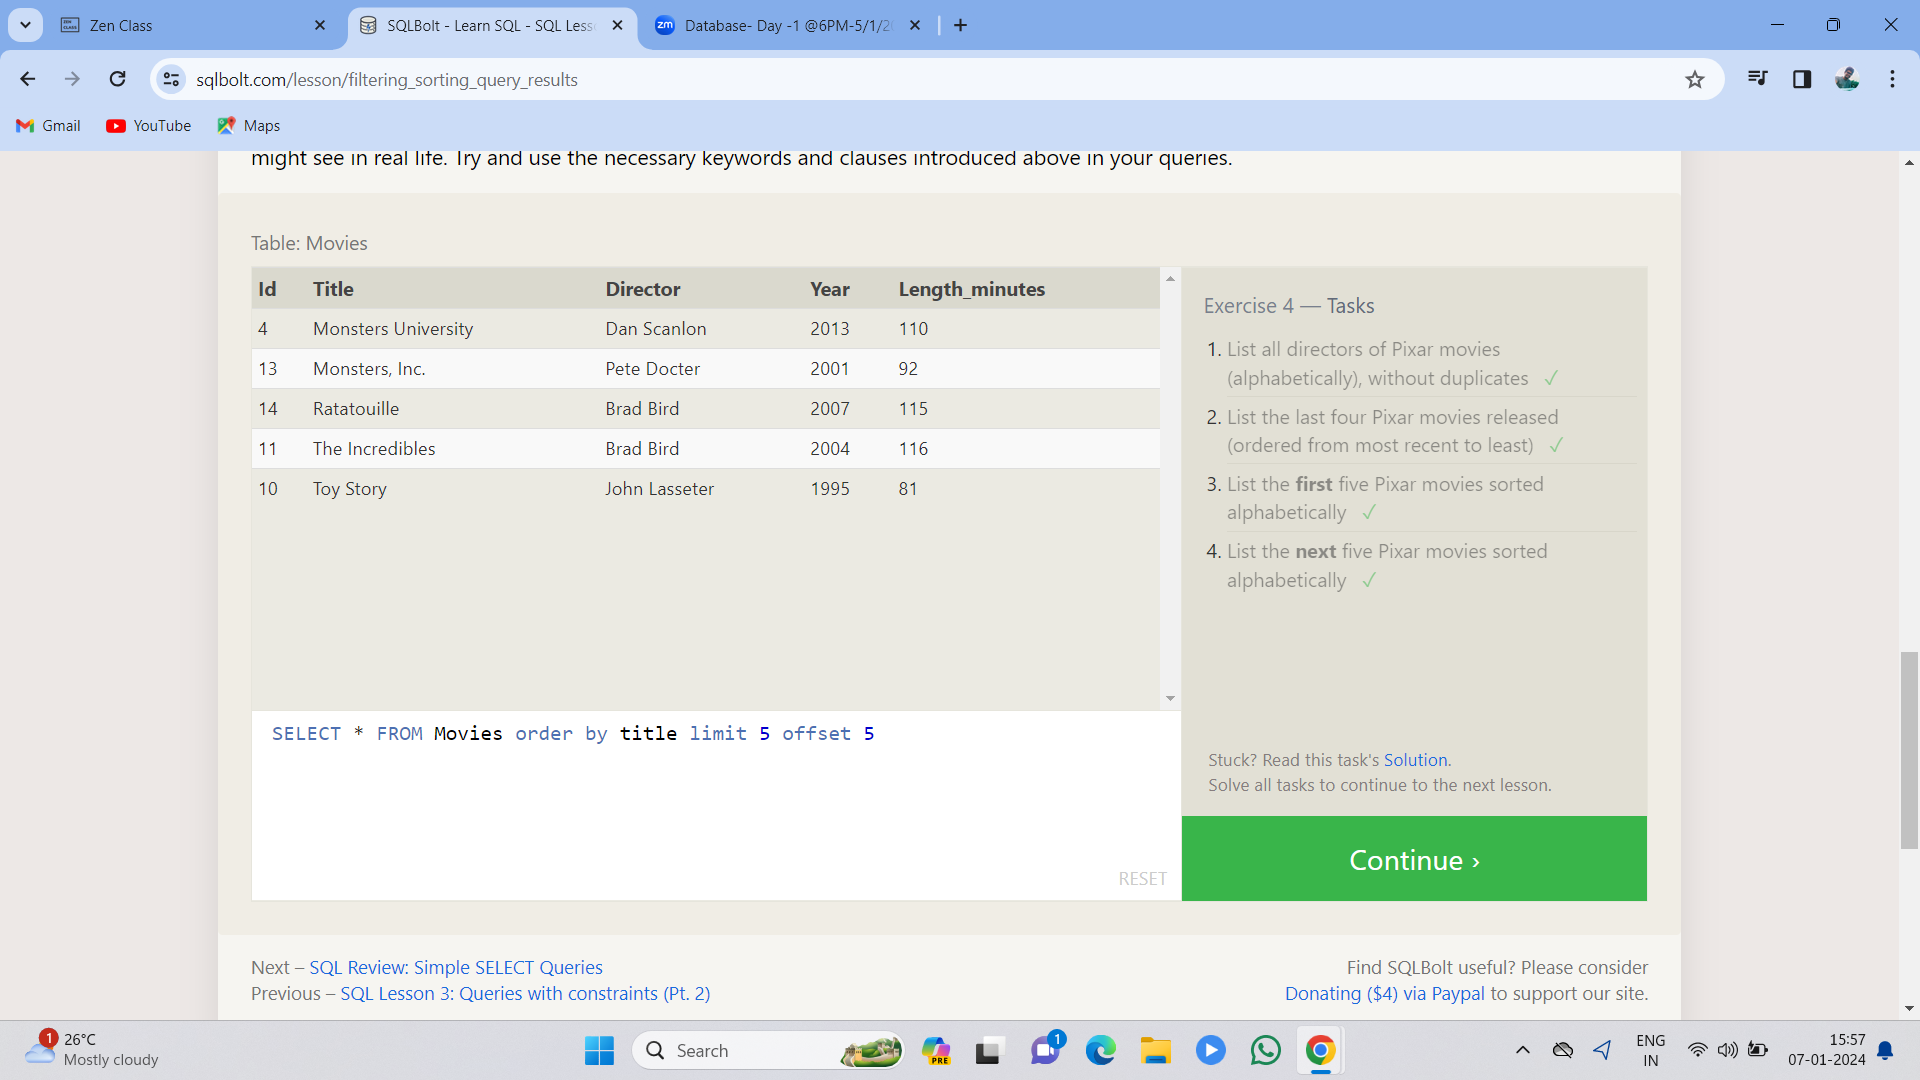 Zen Class
SQLBolt - Learn SQL - SQL Less
zm Database- Day -1 @6PM-5/1/2
sqlbolt.com/lesson/filtering_sorting_query_results
Gmail YouTube Maps
might see in real life. Try and use the necessary keywords and clauses introduced above in your queries.
Table: Movies
Id Title Director Year Length_minutes
4 Monsters University Dan Scanlon 2013 110
13 Monsters, Inc. Pete Docter 2001 92
14 Ratatouille Brad Bird 2007 115
11 The Incredibles Brad Bird 2004 116
10 Toy Story John Lasseter 1995 81
SELECT * FROM Movies order by title limit 5 offset 5
RESET
Exercise 4 — Tasks
1. List all directors of Pixar movies
(alphabetically), without duplicates ✓
2. List the last four Pixar movies released
(ordered from most recent to least) ✓
3. List the first five Pixar movies sorted
alphabetically ✓
4. List the next five Pixar movies sorted
alphabetically ✓
Stuck? Read this task's Solution.
Solve all tasks to continue to the next lesson.
Continue ›
Next – SQL Review: Simple SELECT Queries
Previous – SQL Lesson 3: Queries with constraints (Pt. 2)
Find SQLBolt useful? Please consider
Donating ($4) via Paypal to support our site.
1
26°C
Mostly cloudy
Search
PRE
1
ENG
IN
15:57
07-01-2024